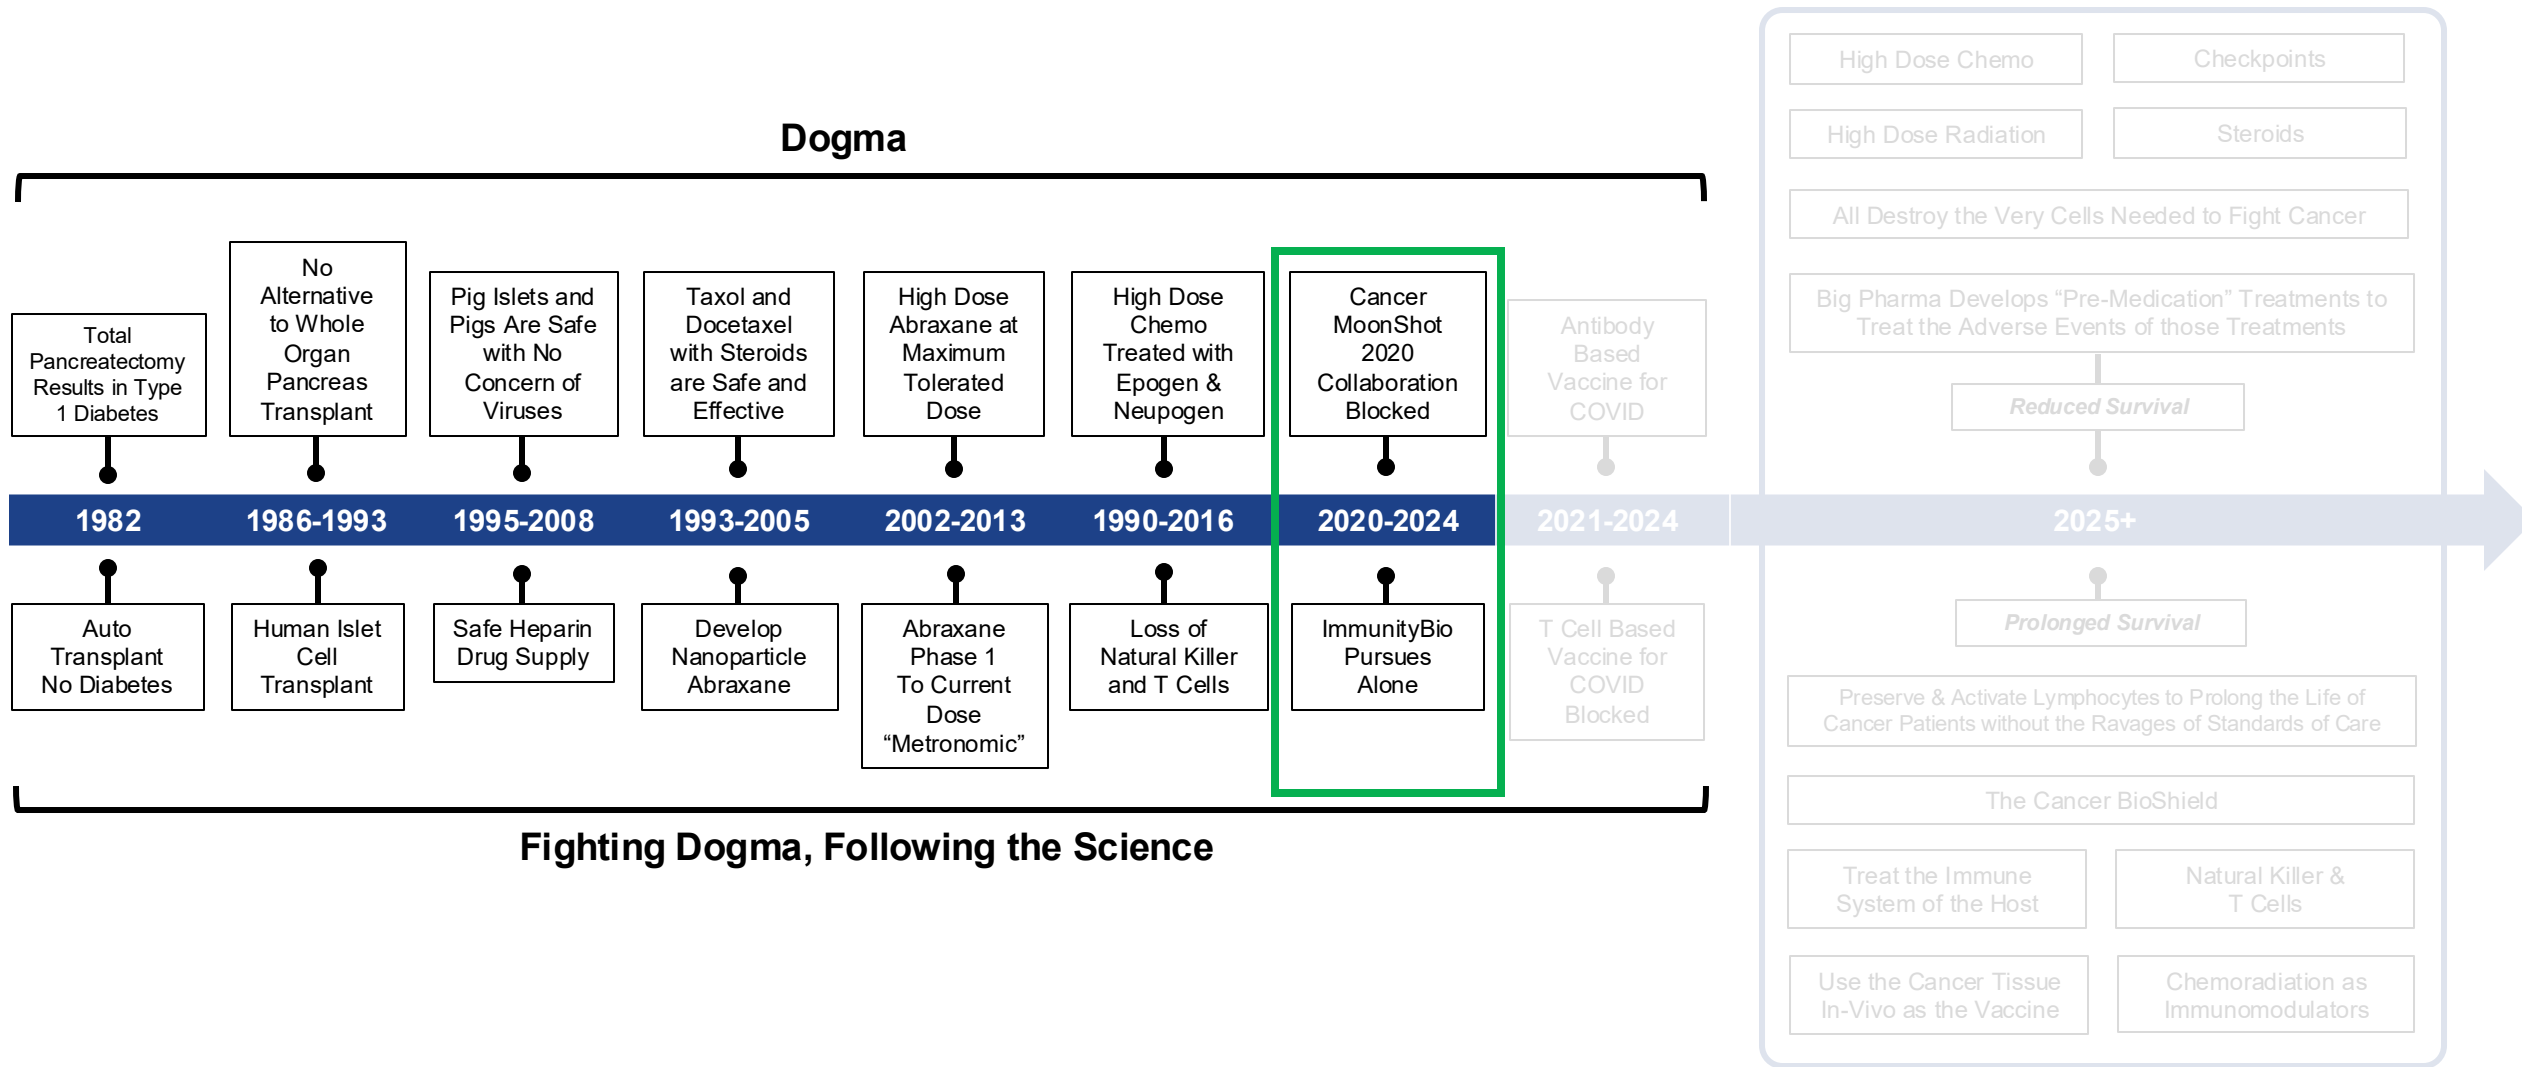 Dogma
Total
Pancreatectomy
Results in Type
1 Diabetes
No
Alternative
to Whole
Organ
Pancreas
Transplant
Pig Islets and
Pigs Are Safe
with No
Concern of
Viruses
Taxol and
Docetaxel
with Steroids
are Safe and
Effective
High Dose
Abraxane at
Maximum
Tolerated
Dose
High Dose
Chemo
Treated with
Epogen &
Neupogen
Cancer
MoonShot
2020
Collaboration
Blocked
Antibody
Based
Vaccine for
COVID
High Dose Chemo
Checkpoints
High Dose Radiation
Steroids
All Destroy the Very Cells Needed to Fight Cancer
Big Pharma Develops “Pre-Medication” Treatments to
Treat the Adverse Events of those Treatments
Reduced Survival
1982
1986-1993
1995-2008
1993-2005
2002-2013
1990-2016
2020-2024
2021-2024
2025+
Auto
Transplant
No Diabetes
Human Islet
Cell
Transplant
Safe Heparin
Drug Supply
Develop
Nanoparticle
Abraxane
Abraxane
Phase 1
To Current
Dose
“Metronomic”
Loss of
Natural Killer
and T Cells
ImmunityBio
Pursues
Alone
T Cell Based
Vaccine for
COVID
Blocked
Prolonged Survival
Preserve & Activate Lymphocytes to Prolong the Life of
Cancer Patients without the Ravages of Standards of Care
The Cancer BioShield
Treat the Immune
System of the Host
Natural Killer &
T Cells
Use the Cancer Tissue
In-Vivo as the Vaccine
Chemoradiation as
Immunomodulators
Fighting Dogma, Following the Science